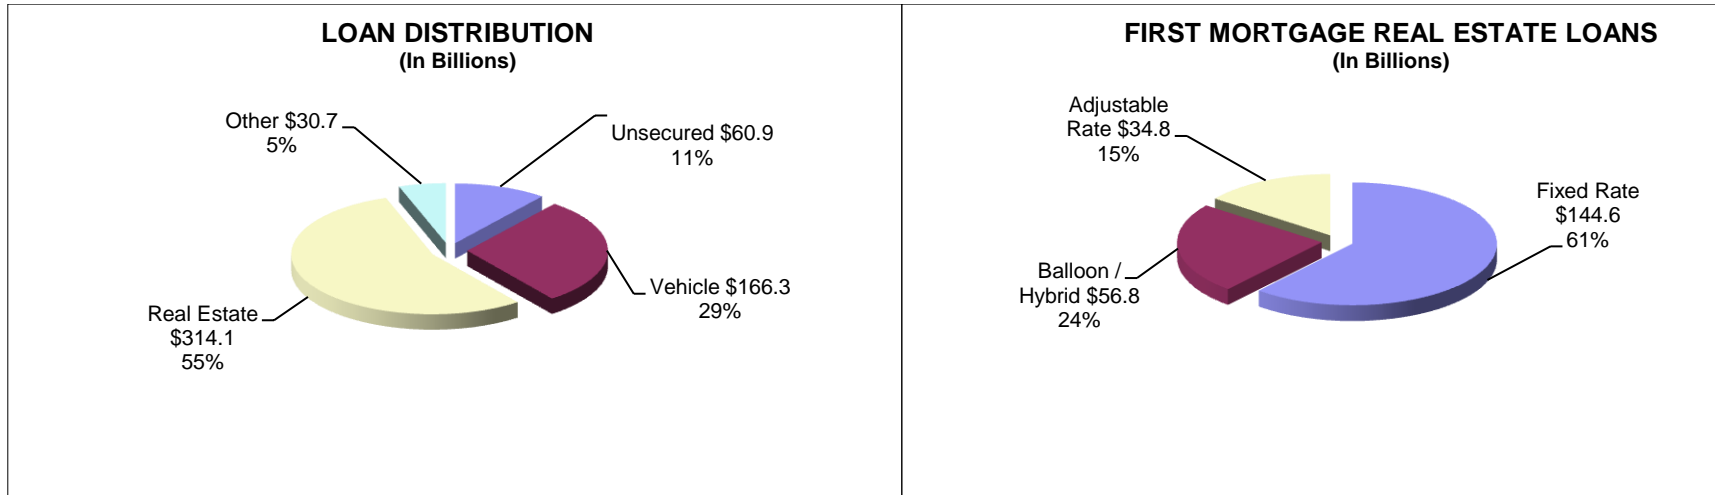 LOAN DISTRIBUTION
(In Billions)
Other $30.7
5%
Unsecured $60.9
11%
Vehicle $166.3
29%
Real Estate
$314.1
55%
FIRST MORTGAGE REAL ESTATE LOANS
(In Billions)
Adjustable
Rate $34.8
15%
Fixed Rate
$144.6
61%
Balloon /
Hybrid $56.8
24%